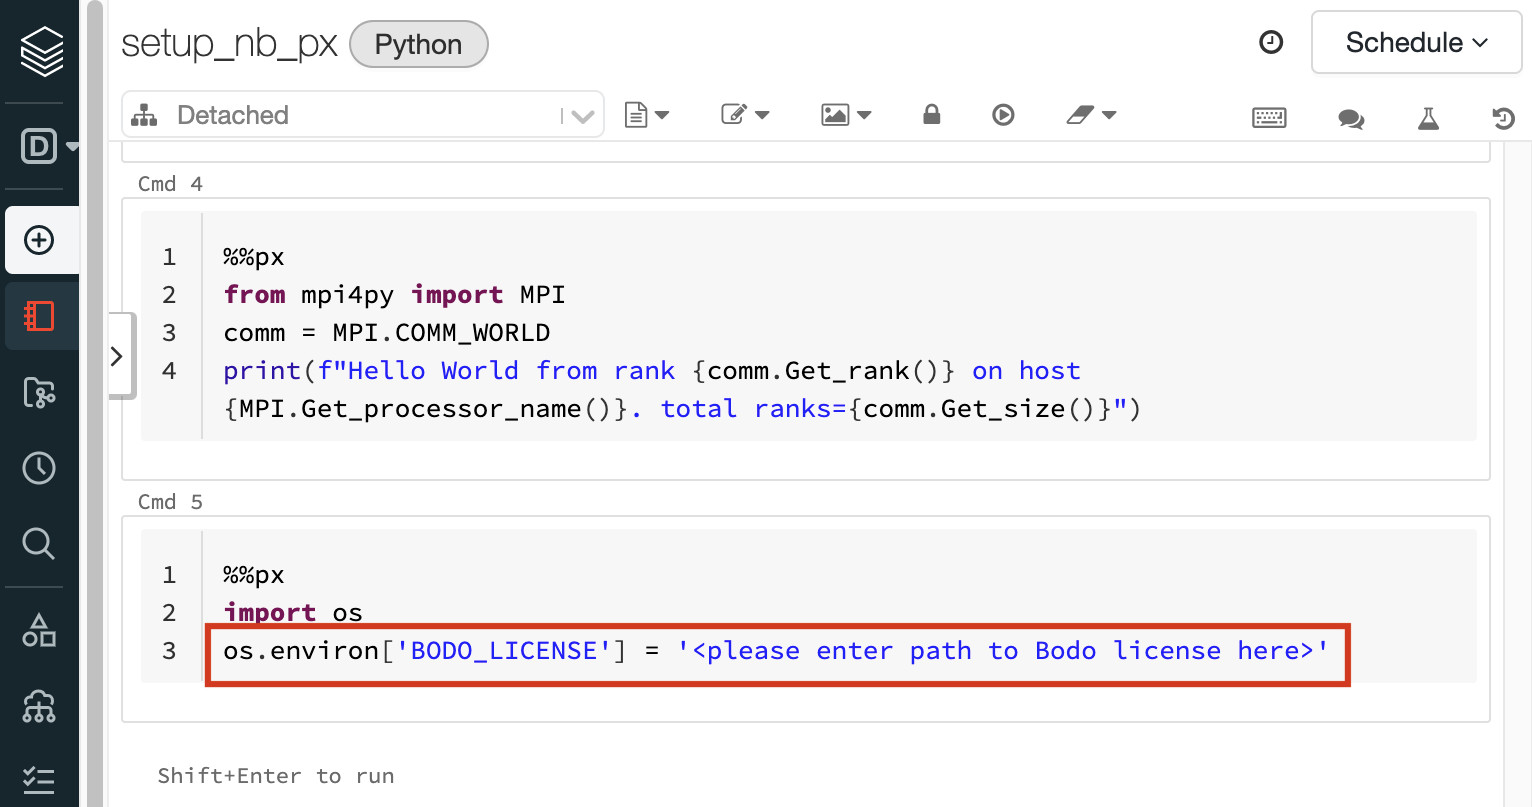 setup_nb_px Python
Schedule
Detached
D
Cmd 4
1 %%px
2 from mpi4py import MPI
3 comm = MPI.COMM_WORLD
4 print(f"Hello World from rank {comm.Get_rank()} on host
{MPI.Get_processor_name()}. total ranks={comm.Get_size()}")
Cmd 5
1 %%px
2 import os
3 os.environ['BODO_LICENSE'] = '<please enter path to Bodo license here>'
Shift+Enter to run